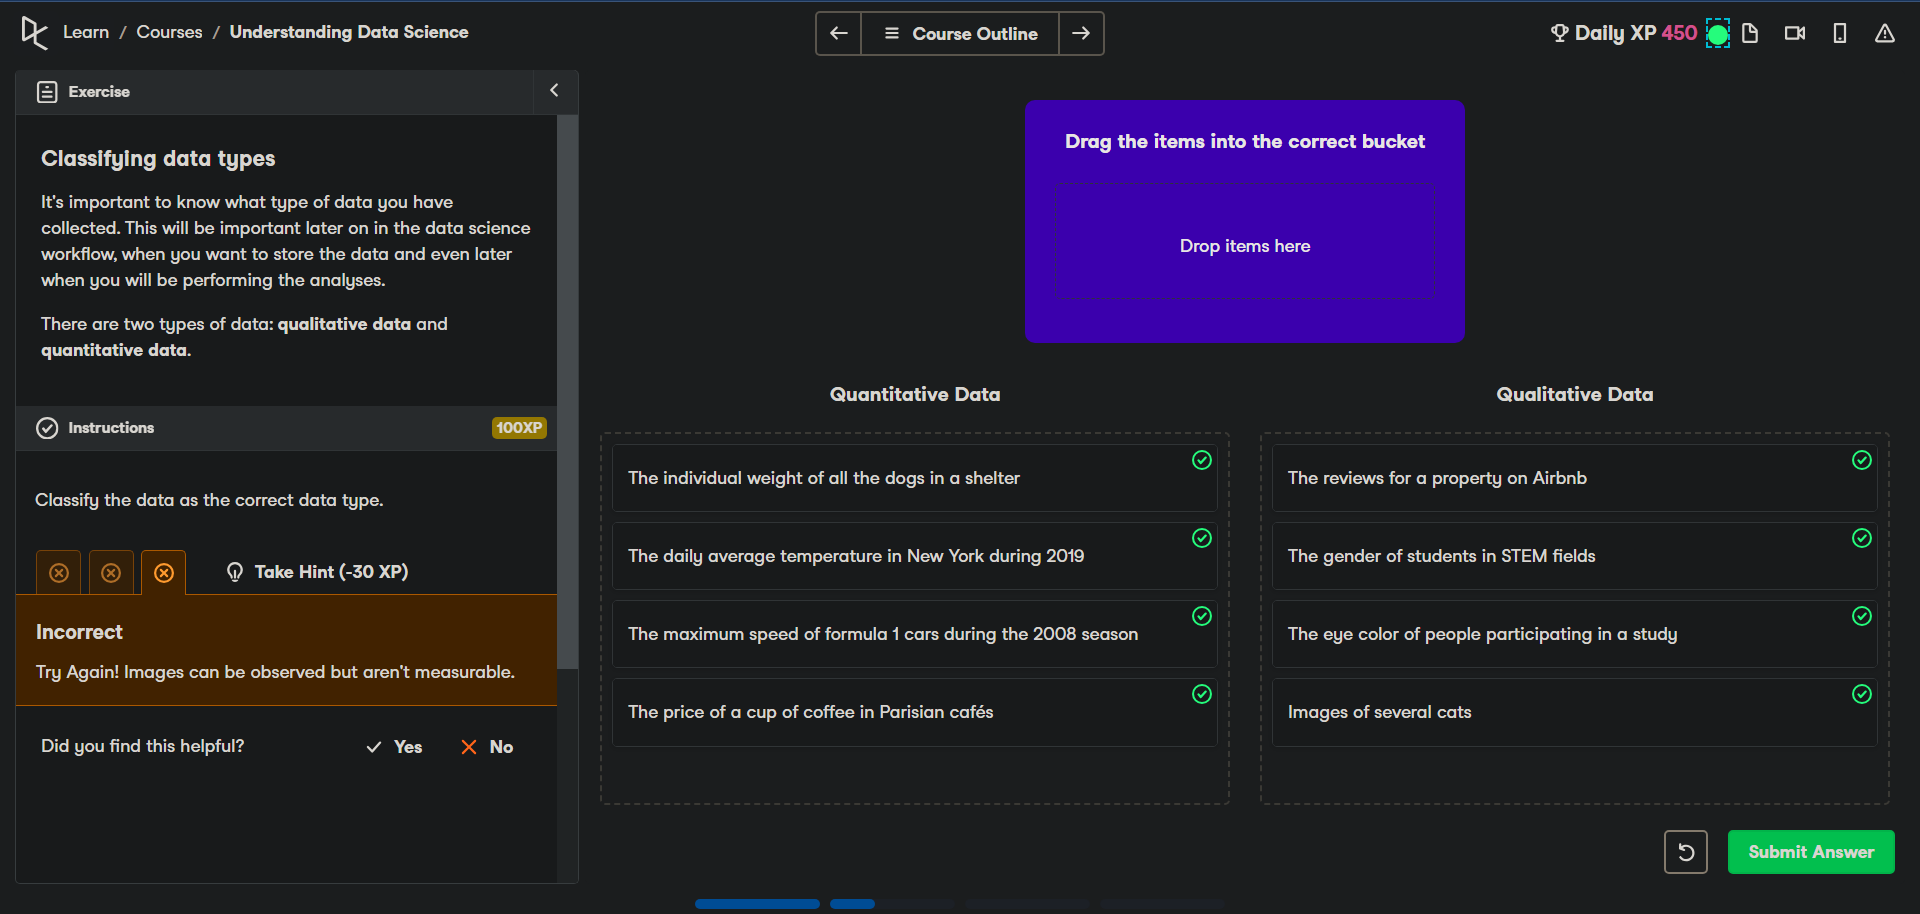 Learn / Courses / Understanding Data Science
Course Outline
Daily XP 450
Exercise
Classifying data types
It's important to know what type of data you have
collected. This will be important later on in the data science
workflow, when you want to store the data and even later
when you will be performing the analyses.
There are two types of data: qualitative data and
quantitative data.
Instructions
100XP
Classify the data as the correct data type.
Take Hint (-30 XP)
Incorrect
Try Again! Images can be observed but aren't measurable.
Did you find this helpful?
Yes
No
Drag the items into the correct bucket
Drop items here
Quantitative Data
The individual weight of all the dogs in a shelter
The daily average temperature in New York during 2019
The maximum speed of formula 1 cars during the 2008 season
The price of a cup of coffee in Parisian cafés
Qualitative Data
The reviews for a property on Airbnb
The gender of students in STEM fields
The eye color of people participating in a study
Images of several cats
Submit Answer